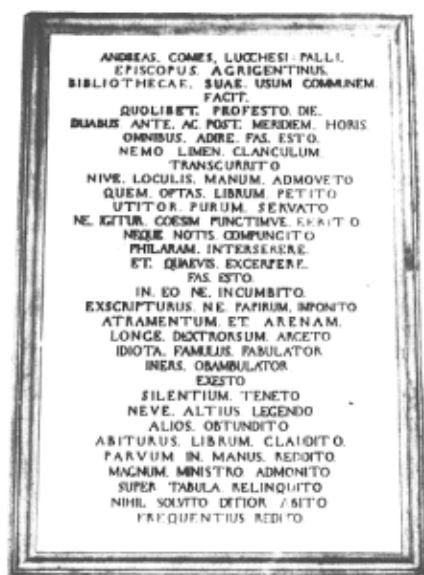 ANDREAS. COMES, LUCCHESI-PALLI.
EPISCOPUS. AGRIGENTINUS.
BIBLIOTHECAE. SUAE. USUM COMMUNEM
FACIT.
QUOLIBET. PROFESTO. DIE.
DUABUS ANTE. AC. POST. MERIDIEM. HORIS.
OMNIBUS. ADIRE. FAS. ESTO.
NEMO LIMEN. CLANCULUM.
TRANSCURRITO
NIVE. LOCULIS. MANUM. ADMOVETO
QUEM. OPTAS. LIBRUM. PETITO
UTITOR. PURUM. SERVATO
NE. IGITUR. COESIM PUNCTIMVE. FERITO
NEQUE NOTIS. COMPUNGITO
PHILARAM. INTERSERERE.
ET. QUAEVIS. EXCERPERE.
FAS. ESTO.
IN. EO NE. INCUMBITO.
EXSCRIPTURUS. NE. PAPIRUM. IMPONITO
ATRAMENTUM. ET. ARENAM.
LONGE. DEXTRORSUM. ARCETO
IDIOTA. FAMULUS. FABULATOR
INERS. OBAMBULATOR
EXESTO
SILENTIUM. TENETO
NEVE. ALTIUS LEGENDO
ALIOS. OBTUNDITO
ABITURUS. LIBRUM. CLAUDITO.
PARVUM IN. MANUS. REDDITO.
MAGNUM. MINISTRO ADMONITO
SUPER TABULA RELINQUITO
NIHIL SOLVITO DITIOR ABITO
FREQUENTIUS REDITO